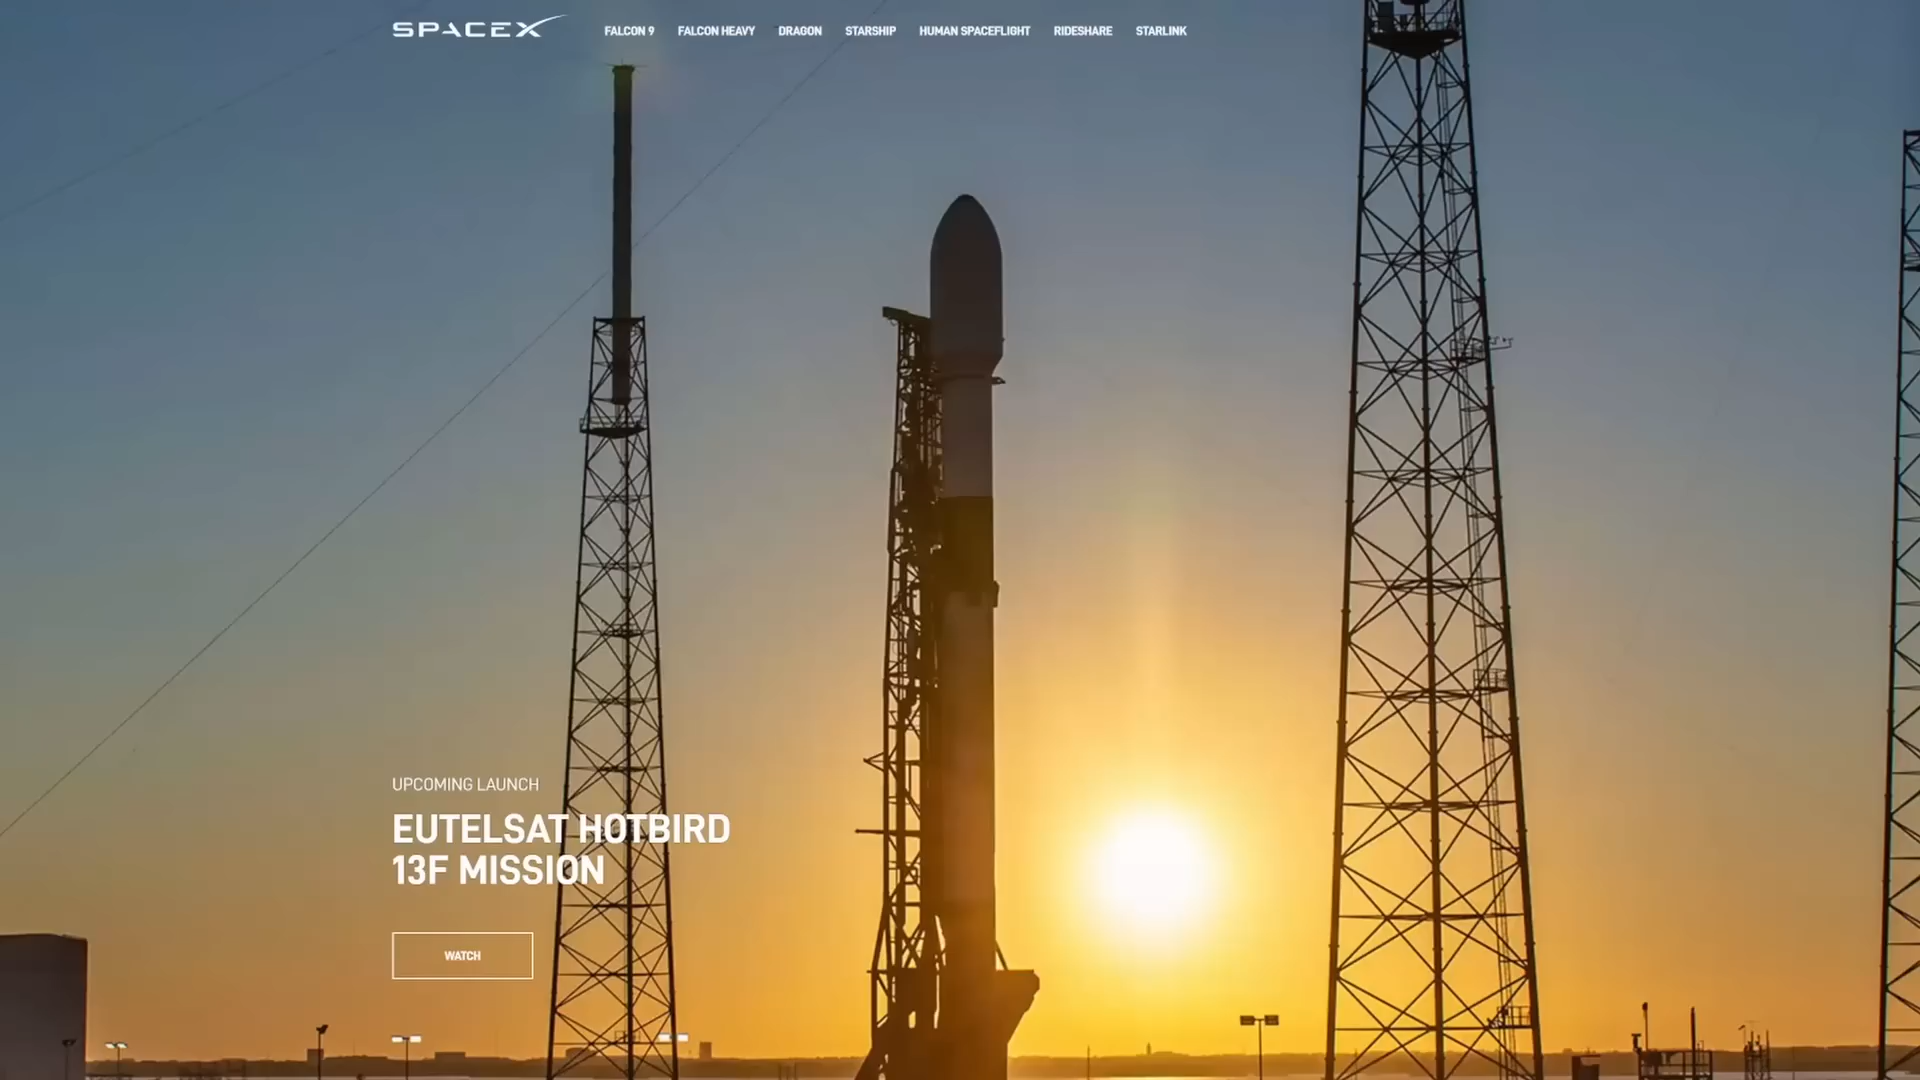 SPACEX
FALCON 9 FALCON HEAVY DRAGON STARSHIP HUMAN SPACEFLIGHT RIDESHARE STARLINK
UPCOMING LAUNCH
EUTELSAT HOTBIRD
13F MISSION
WATCH